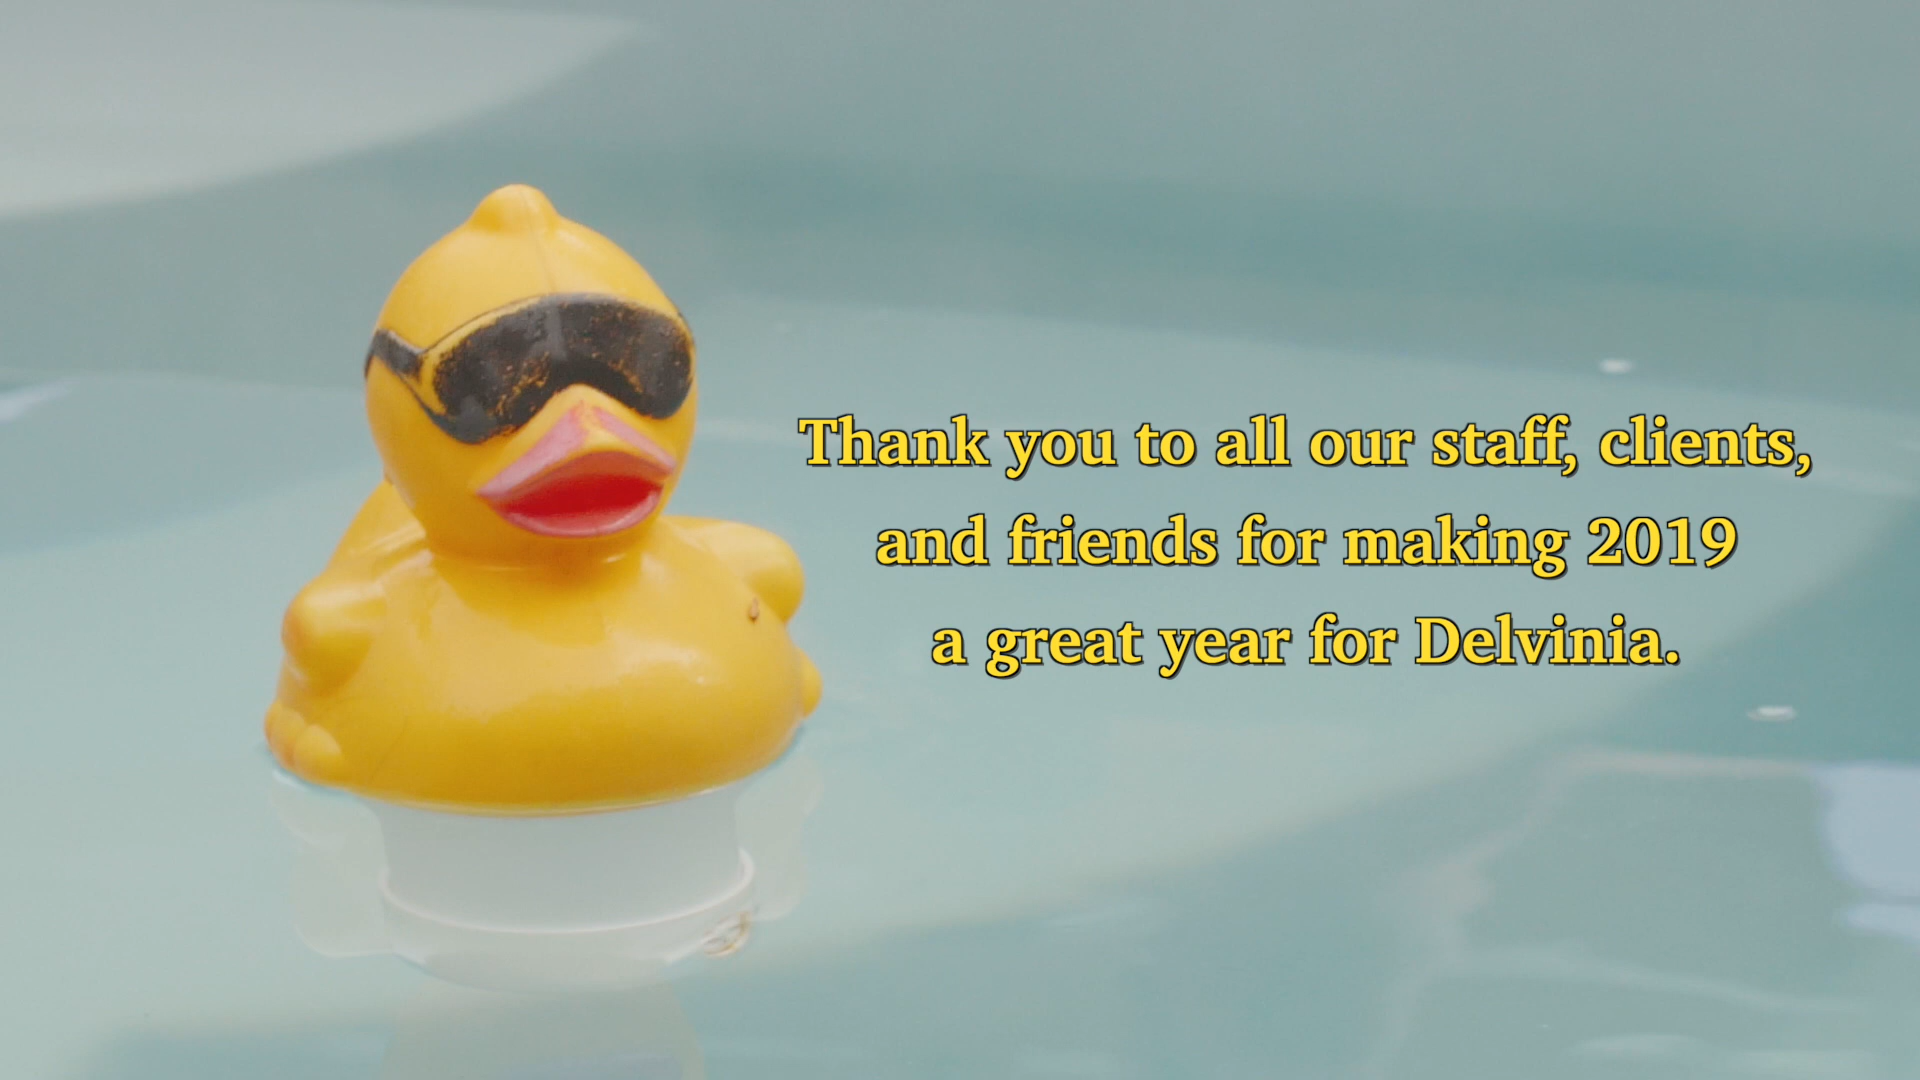 Thank you to all our staff, clients,
and friends for making 2019
a great year for Delvinia.